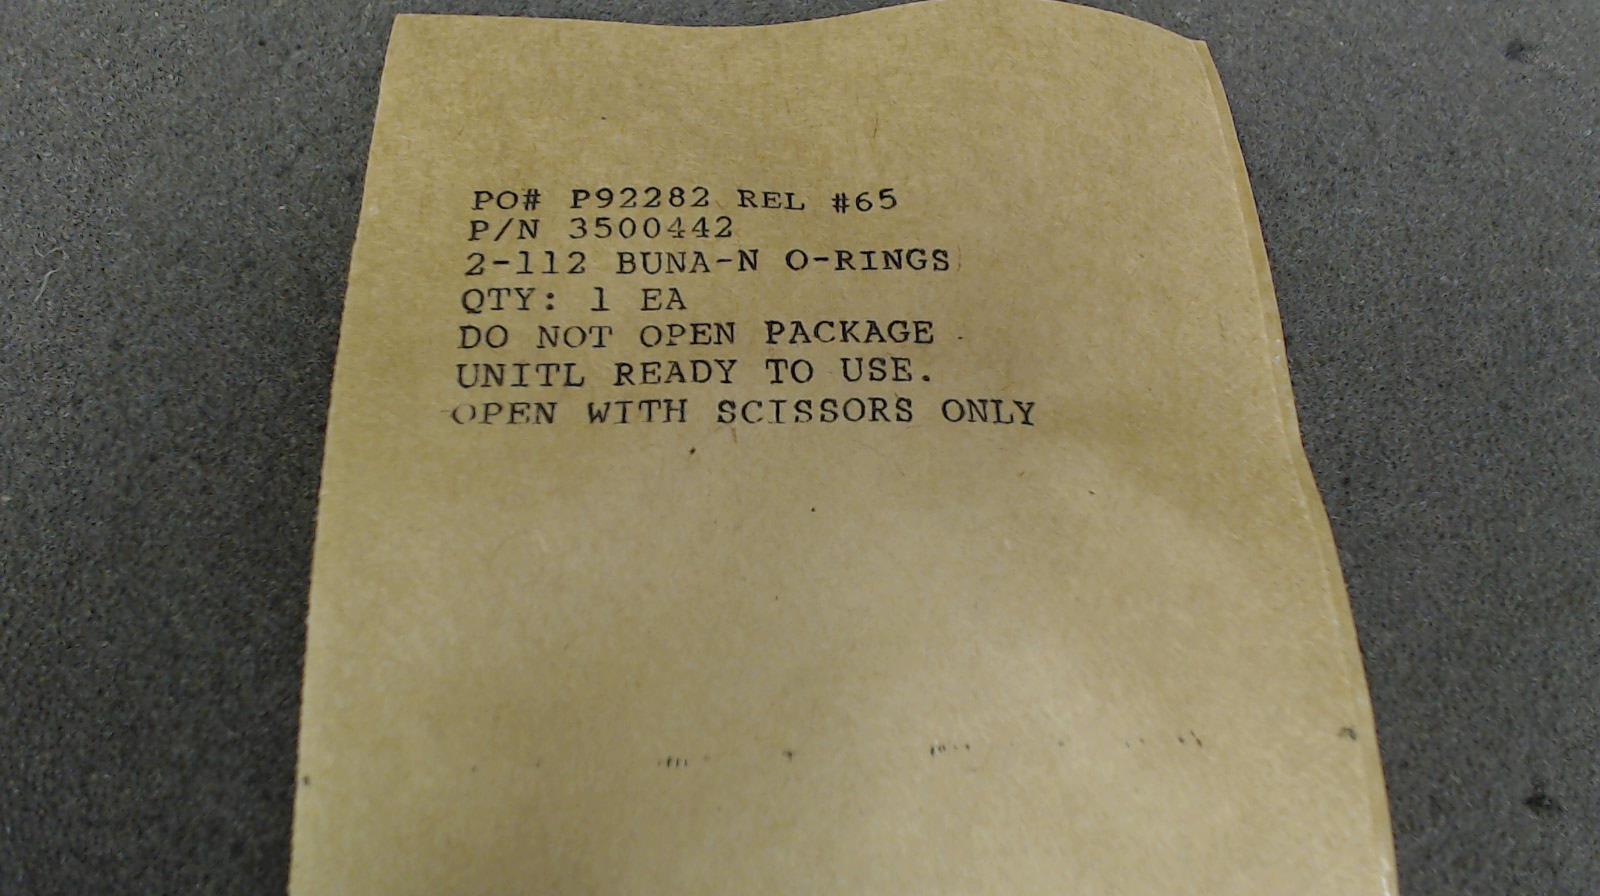 PO# P92282 REL #65
P/N 3500442
2-112 BUNA-N O-RINGS
QTY: 1 EA
DO NOT OPEN PACKAGE
UNITL READY TO USE.
OPEN WITH SCISSORS ONLY